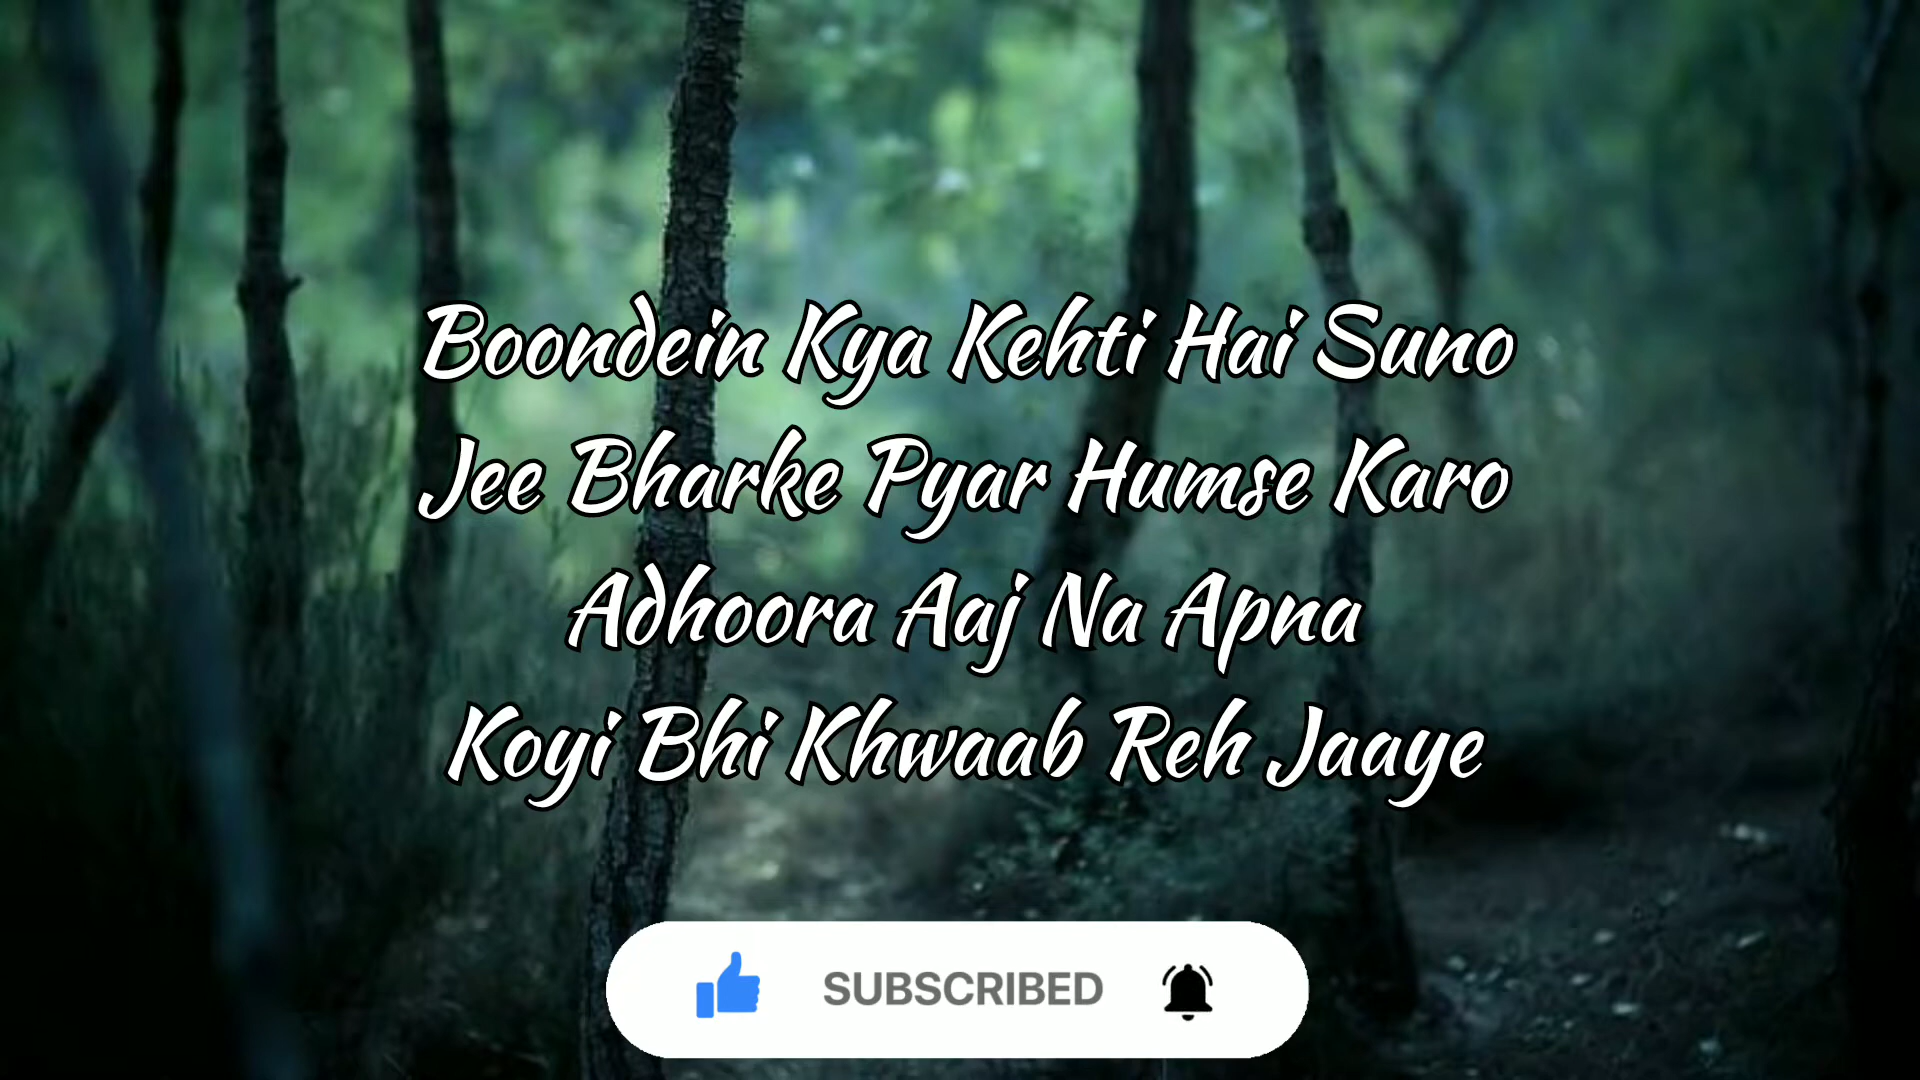 Boondein Kya Kehti Hai Suno
Jee Bharke Pyar Humse Karo
Adhoora Aaj Na Apna
Koyi Bhi Khwaab Reh Jaaye
SUBSCRIBED